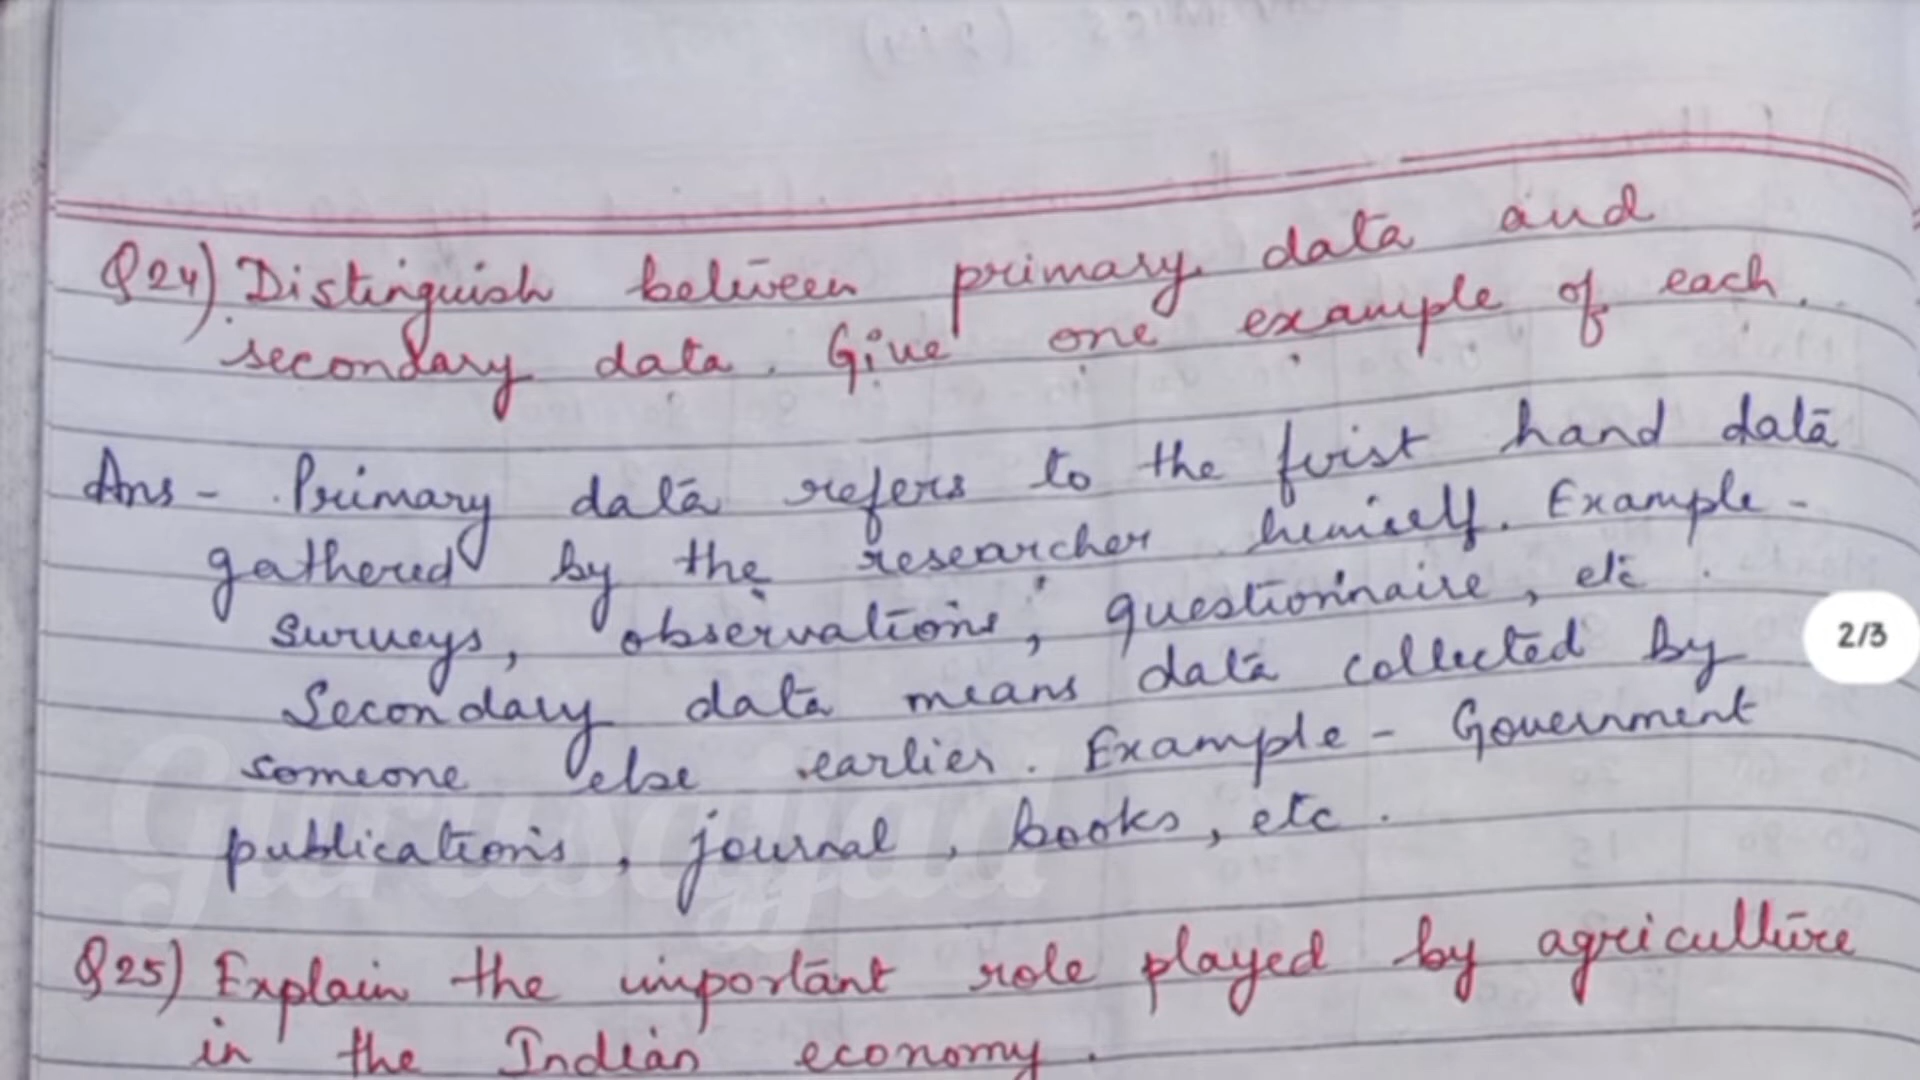 Q24) Distinguish between primary data and
secondary data. Give one example of each.
Ans - Primary data refers to the first hand data
gathered by the researcher himself. Example -
surveys, observations, questionnaire, etc.
Secondary data means data collected by
someone else earlier. Example - Government
publications, journal, books, etc.
2/3
Q25) Explain the important role played by agriculture
in the Indian economy.